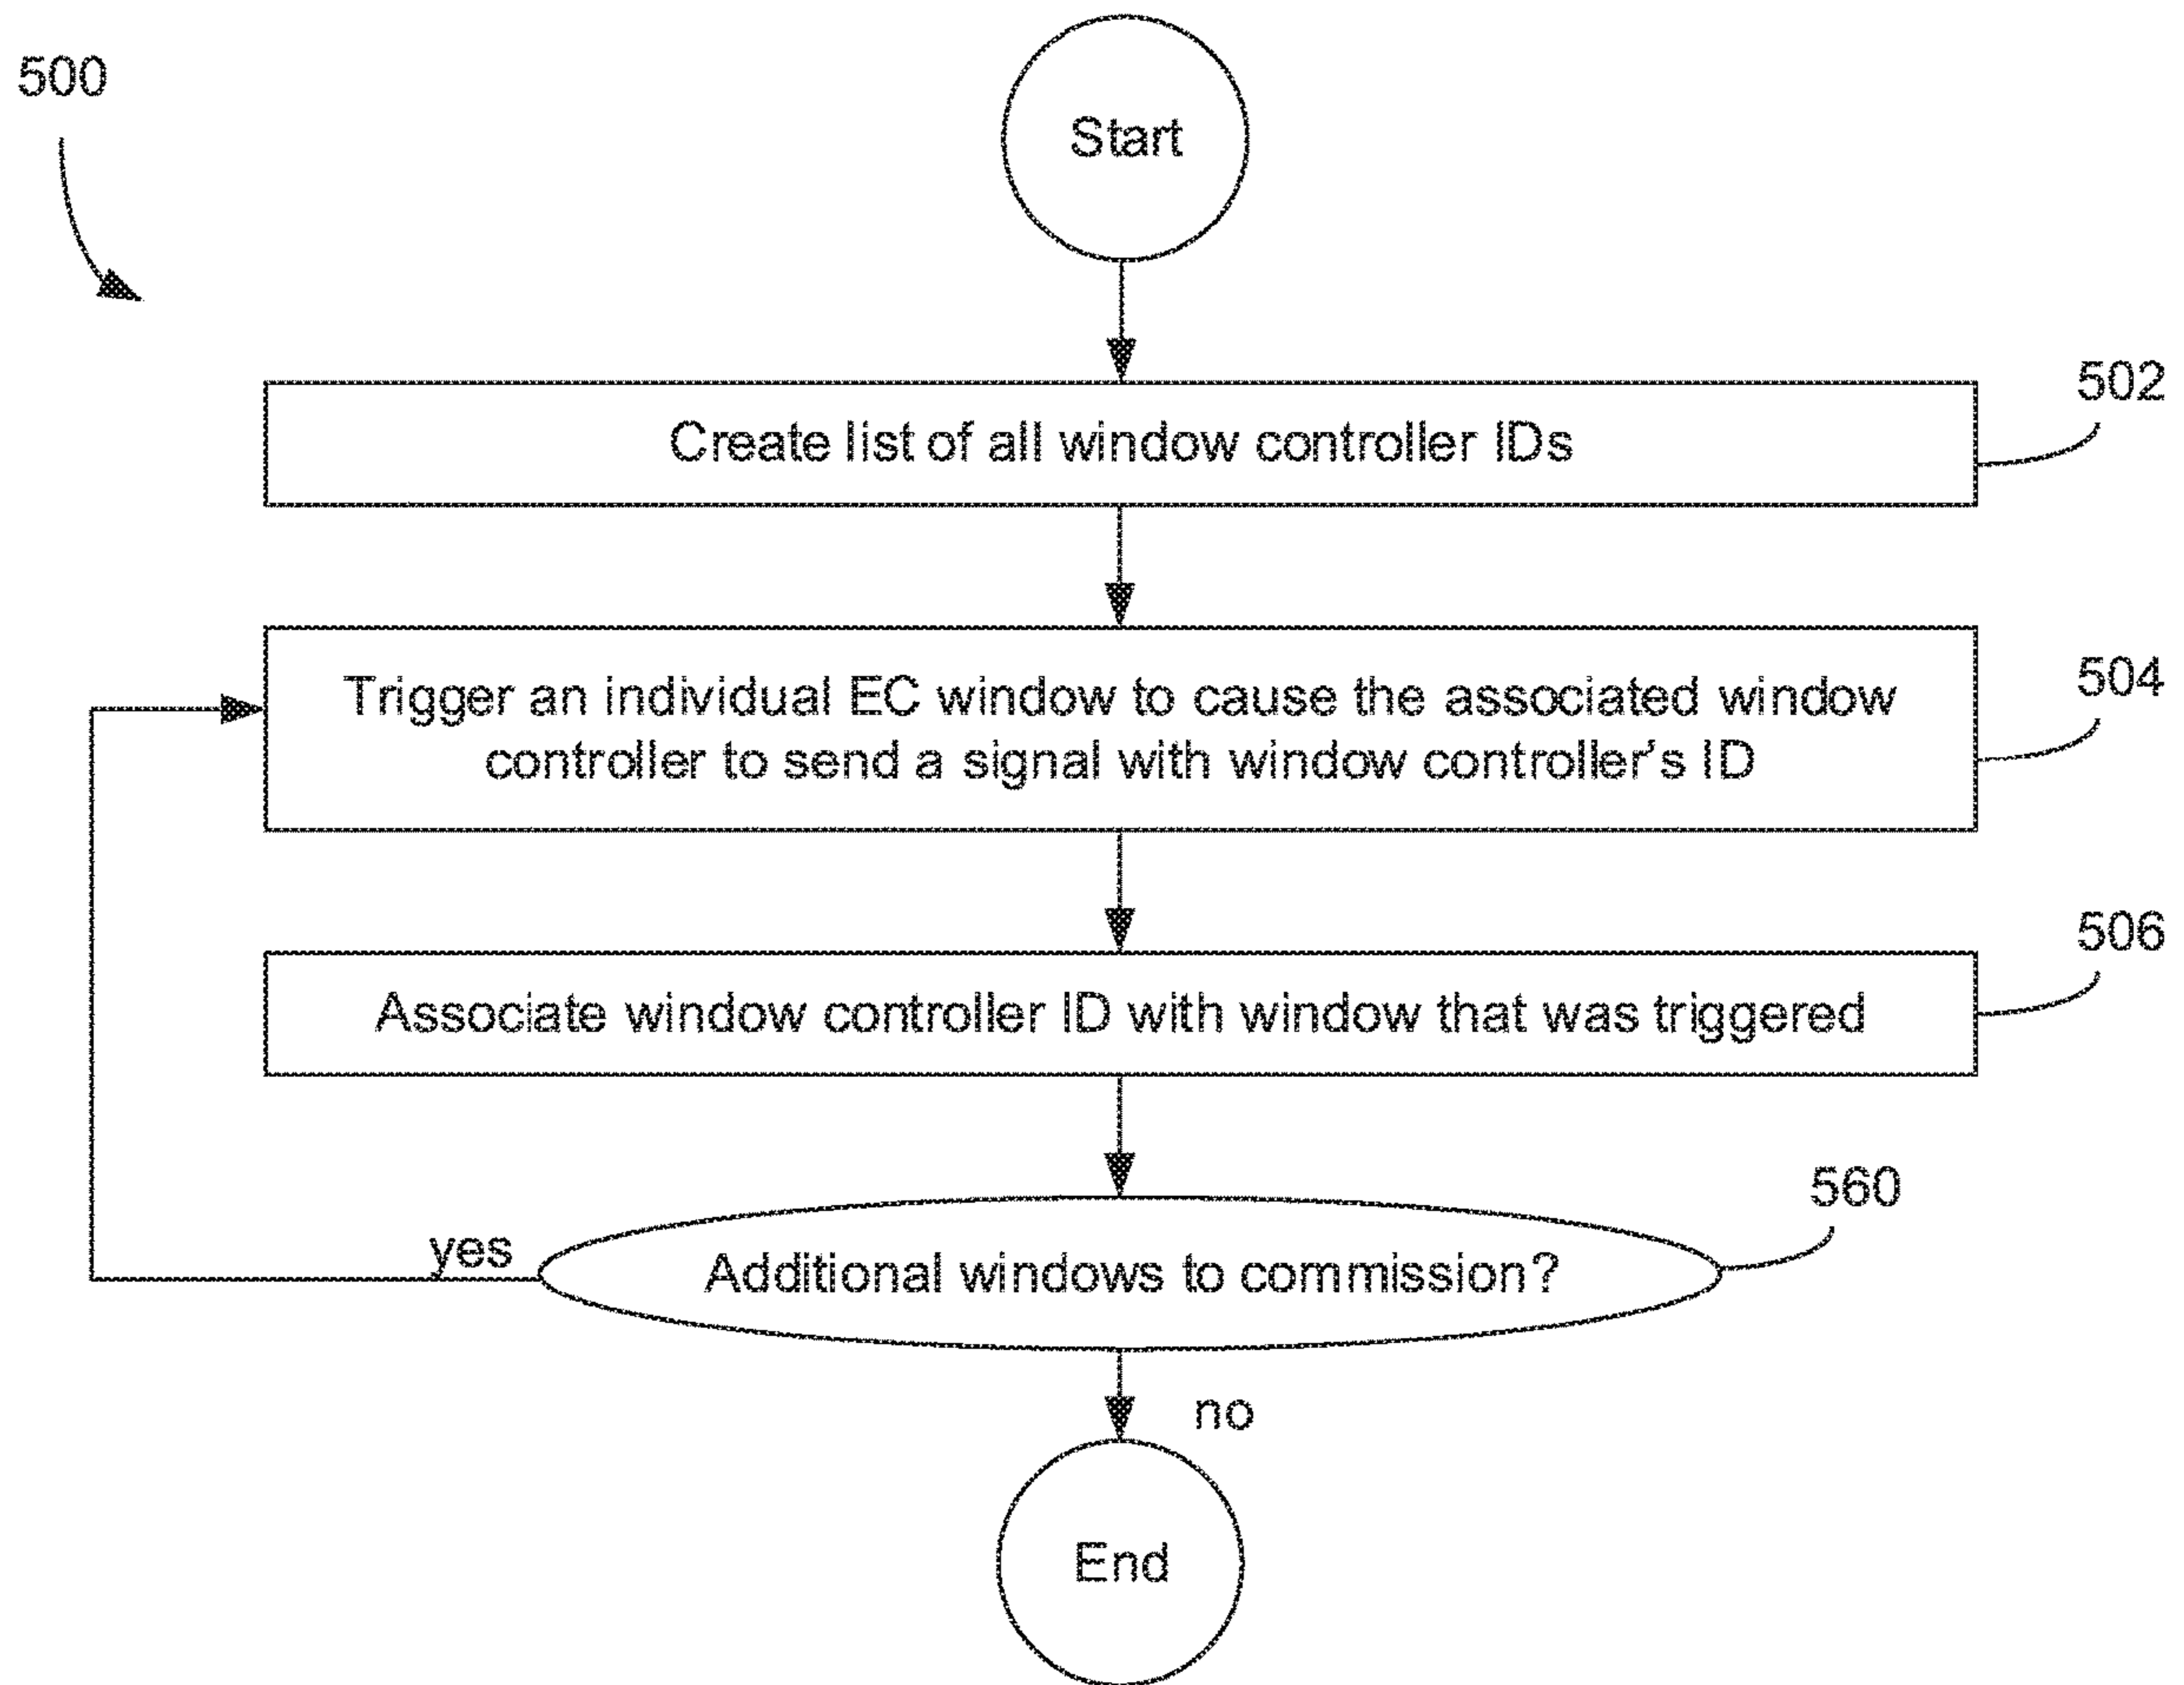 500
Start
502
Create list of all window controller IDs
504
Trigger an individual EC window to cause the associated window
controller to send a signal with window controller's ID
506
Associate window controller ID with window that was triggered
560
yes
Additional windows to commission?
no
End